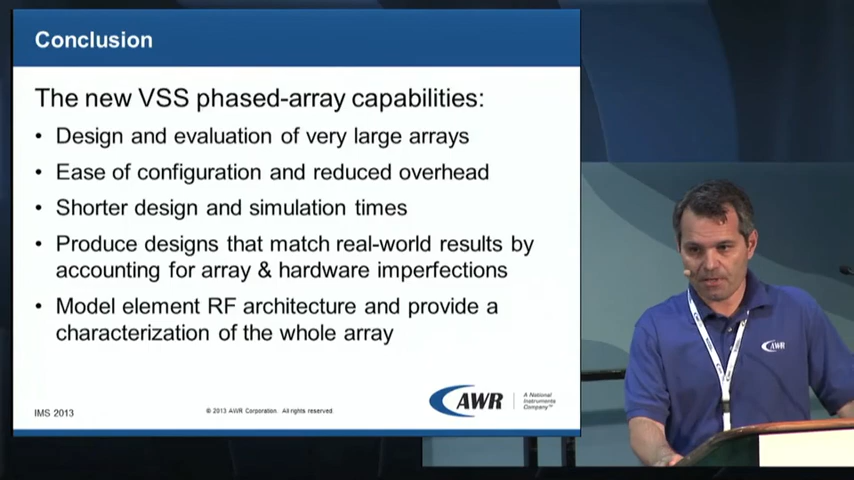 Conclusion
The new VSS phased-array capabilities:
• Design and evaluation of very large arrays
• Ease of configuration and reduced overhead
• Shorter design and simulation times
• Produce designs that match real-world results by
accounting for array & hardware imperfections
• Model element RF architecture and provide a
characterization of the whole array
IMS 2013
© 2013 AWR Corporation. All rights reserved.
AWR
A National
Instruments
Company™
AWR